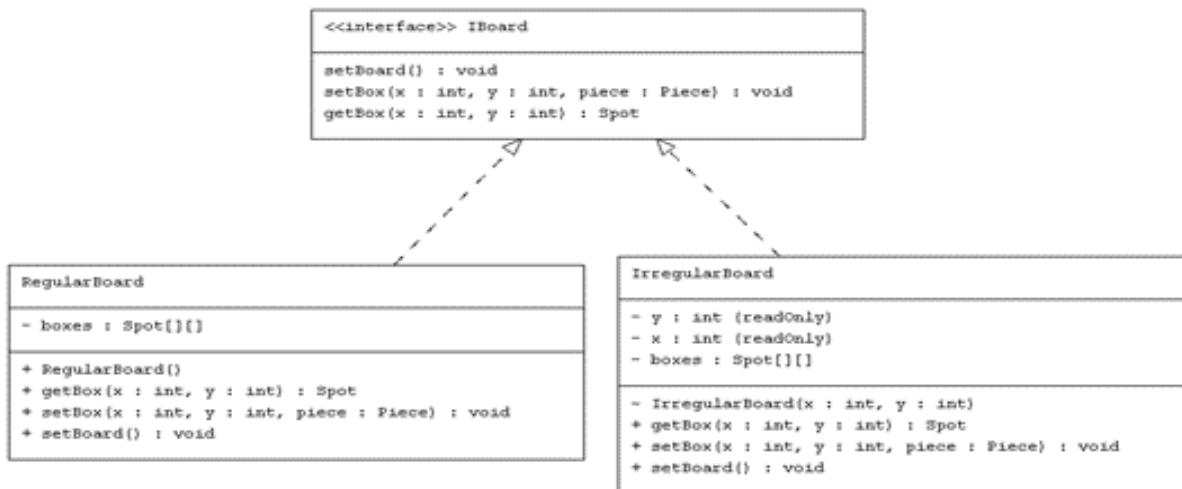 <<interface>> IBoard
setBoard() : void
setBox(x : int, y : int, piece : Piece) : void
getBox(x : int, y : int) : Spot
RegularBoard
- boxes : Spot[][]
+ RegularBoard()
+ getBox(x : int, y : int) : Spot
+ setBox(x : int, y : int, piece : Piece) : void
+ setBoard() : void
IrregularBoard
- y : int (readOnly)
- x : int (readOnly)
- boxes : Spot[][]
~ IrregularBoard(x : int, y : int)
+ getBox(x : int, y : int) : Spot
+ setBox(x : int, y : int, piece : Piece) : void
+ setBoard() : void